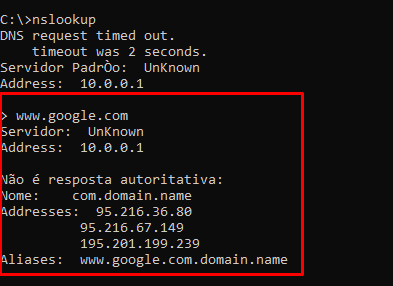 C:\>nslookup
DNS request timed out.
timeout was 2 seconds.
Servidor PadrÒo: UnKnown
Address: 10.0.0.1
> www.google.com
Servidor: UnKnown
Address: 10.0.0.1
Não é resposta autoritativa:
Nome: com.domain.name
Addresses: 95.216.36.80
95.216.67.149
195.201.199.239
Aliases: www.google.com.domain.name